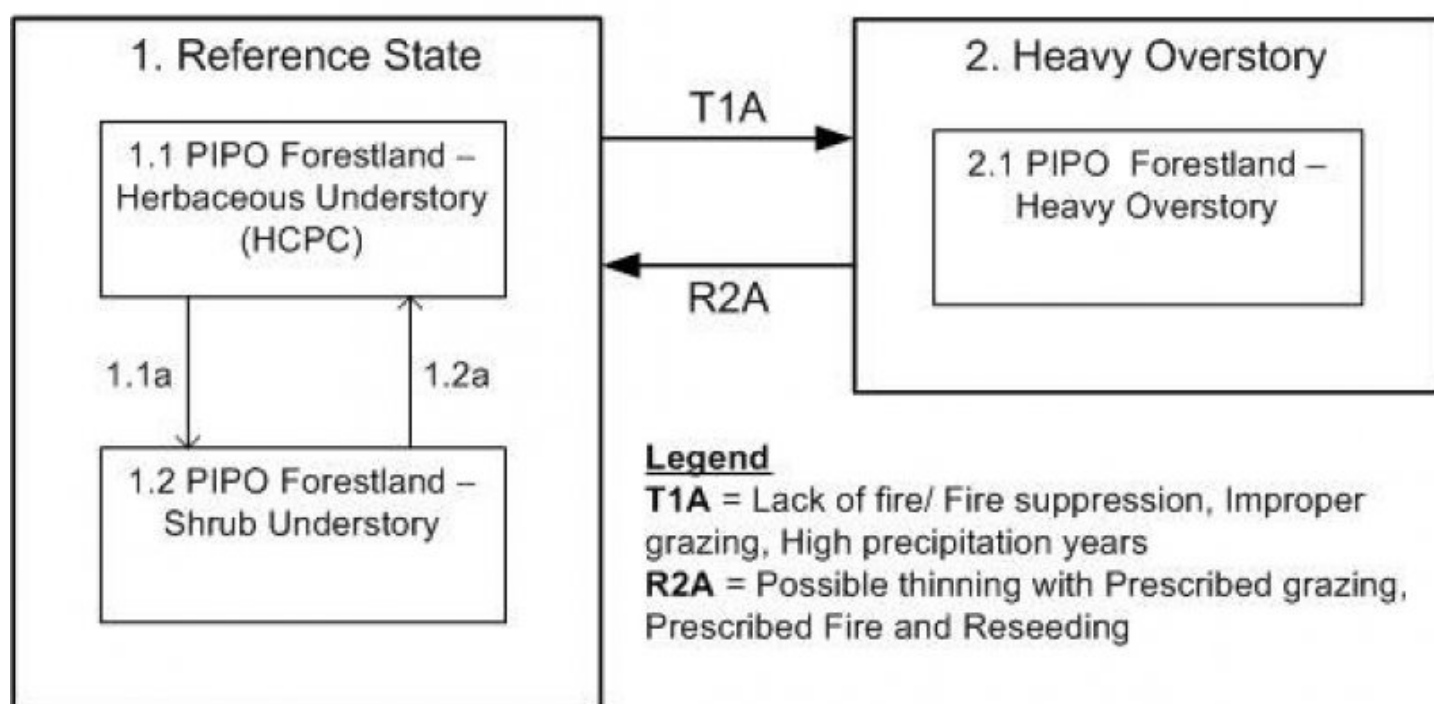 1. Reference State
1.1 PIPO Forestland –
Herbaceous Understory
(HCPC)
1.1a
1.2a
1.2 PIPO Forestland –
Shrub Understory
T1A
R2A
2. Heavy Overstory
2.1 PIPO Forestland –
Heavy Overstory
Legend
T1A = Lack of fire/ Fire suppression, Improper
grazing, High precipitation years
R2A = Possible thinning with Prescribed grazing,
Prescribed Fire and Reseeding